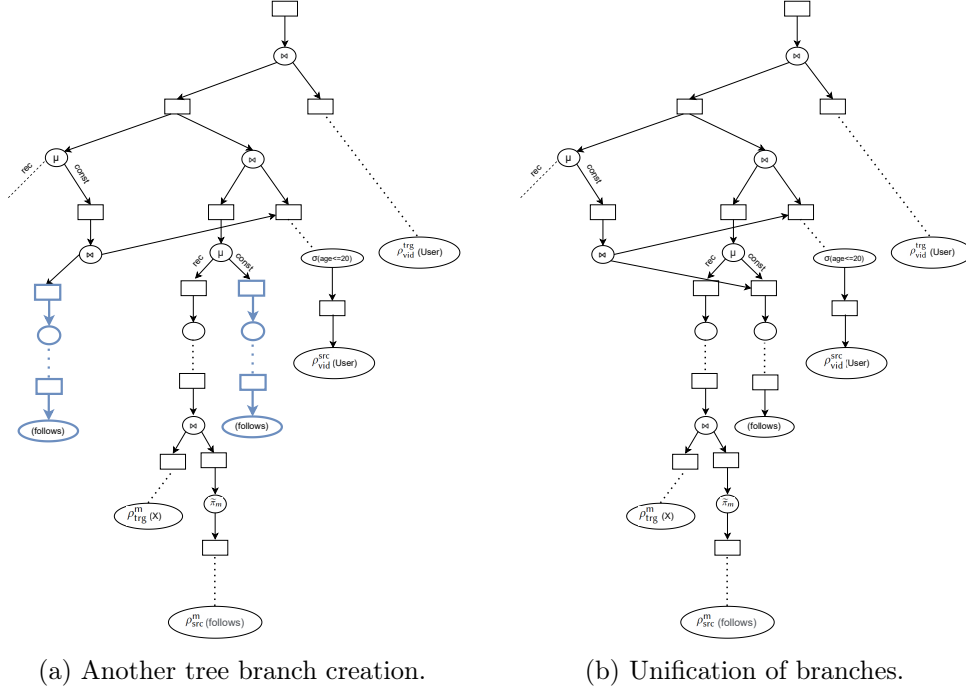 ⋈ ⋈
μ ⋈ μ ⋈
rec const rec const
ρ^trg_vid (User) ρ^trg_vid (User)
⋈ μ σ(age<=20) ⋈ μ σ(age<=20)
rec const rec const
ρ^src_vid (User) ρ^src_vid (User)
(follows) ⋈ (follows) ⋈ (follows)
π̃_m π̃_m
ρ^m_trg (X) ρ^m_trg (X)
ρ^m_src (follows) ρ^m_src (follows)
(a) Another tree branch creation. (b) Unification of branches.